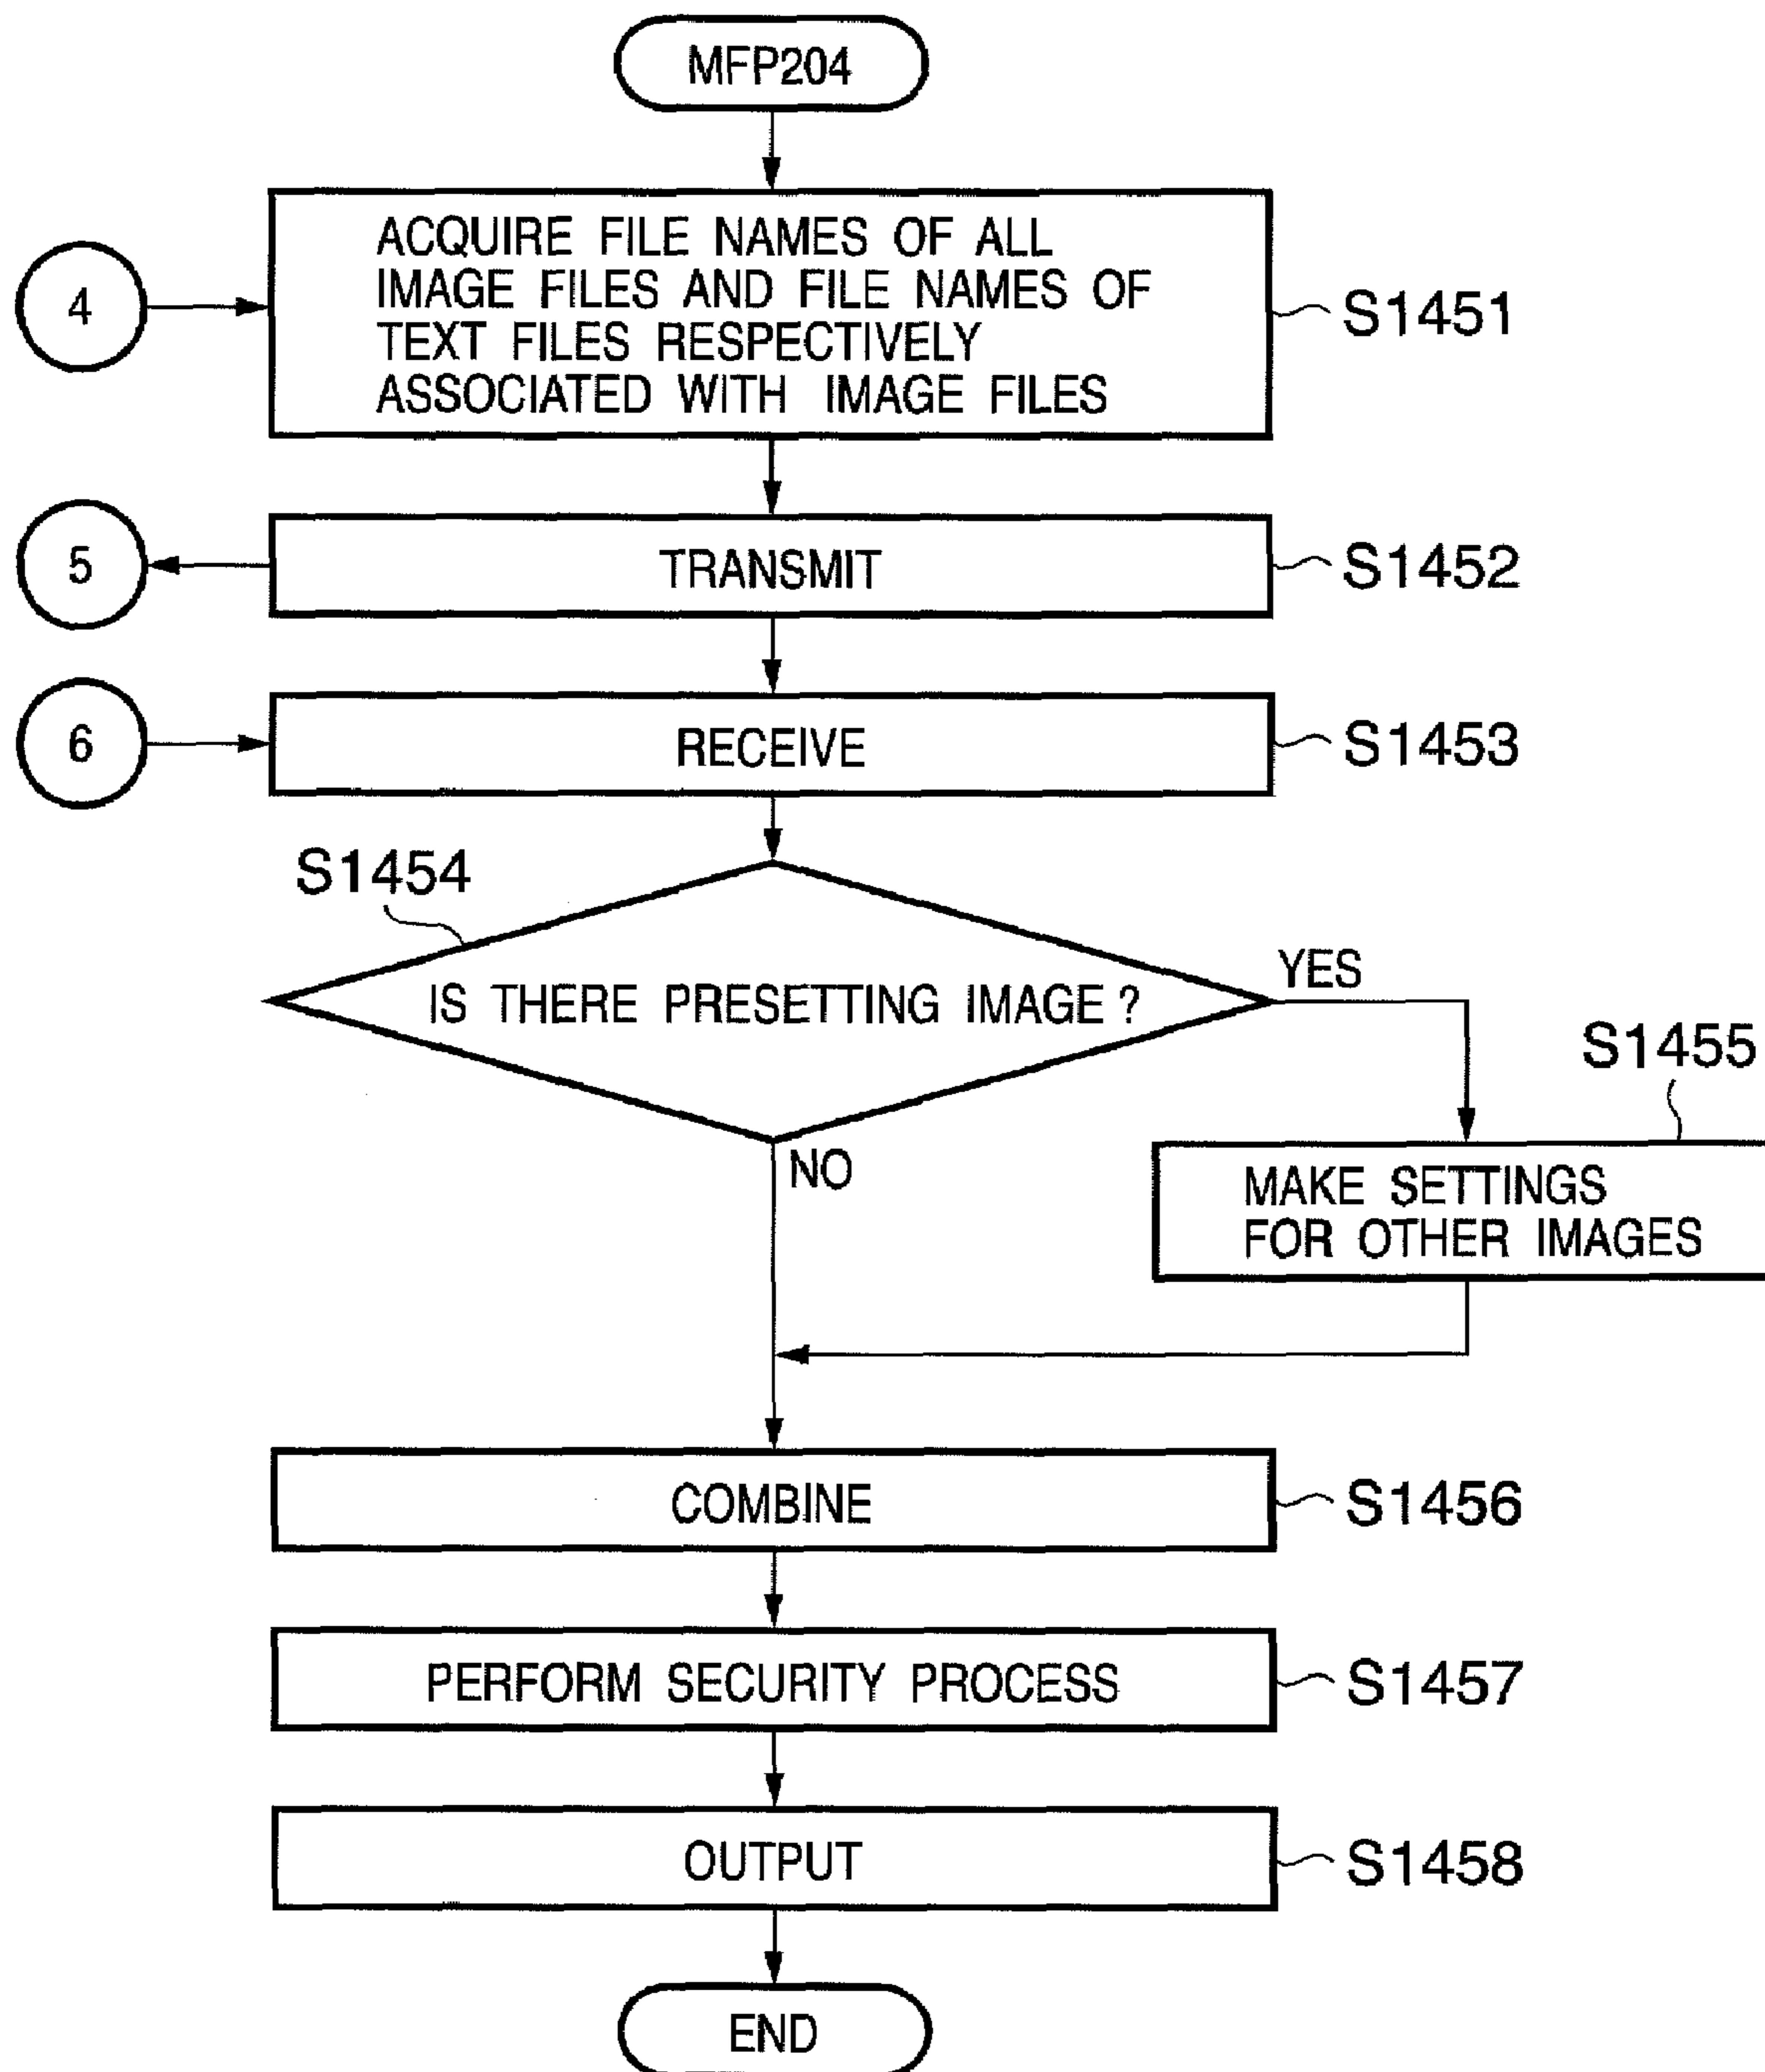 MFP204
ACQUIRE FILE NAMES OF ALL
IMAGE FILES AND FILE NAMES OF
TEXT FILES RESPECTIVELY
ASSOCIATED WITH IMAGE FILES
4
S1451
5
TRANSMIT
S1452
6
RECEIVE
S1453
S1454
IS THERE PRESETTING IMAGE ?
YES
S1455
NO
MAKE SETTINGS
FOR OTHER IMAGES
COMBINE
S1456
PERFORM SECURITY PROCESS
S1457
OUTPUT
S1458
END